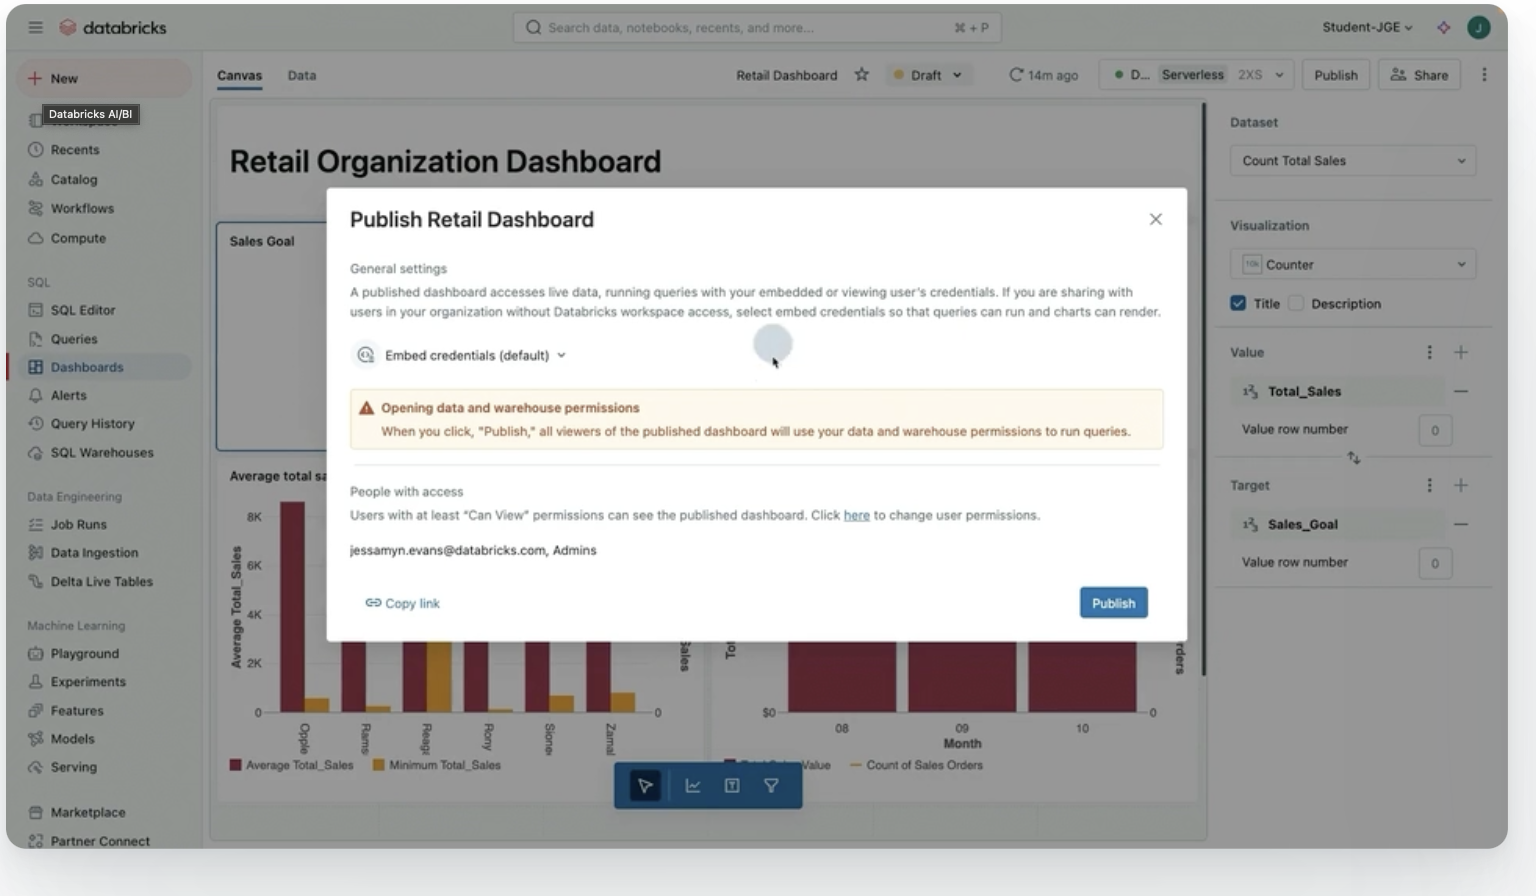 databricks
Search data, notebooks, recents, and more...
⌘ + P
Student-JGE
J
New
Databricks AI/BI
Recents
Catalog
Workflows
Compute
SQL
SQL Editor
Queries
Dashboards
Alerts
Query History
SQL Warehouses
Data Engineering
Job Runs
Data Ingestion
Delta Live Tables
Machine Learning
Playground
Experiments
Features
Models
Serving
Marketplace
Partner Connect
Canvas
Data
Retail Dashboard
Draft
14m ago
D... Serverless 2XS
Publish
Share
Retail Organization Dashboard
Sales Goal
Publish Retail Dashboard
General settings
A published dashboard accesses live data, running queries with your embedded or viewing user's credentials. If you are sharing with
users in your organization without Databricks workspace access, select embed credentials so that queries can run and charts can render.
Embed credentials (default)
Opening data and warehouse permissions
When you click, "Publish," all viewers of the published dashboard will use your data and warehouse permissions to run queries.
People with access
Users with at least “Can View” permissions can see the published dashboard. Click here to change user permissions.
jessamyn.evans@databricks.com, Admins
Copy link
Publish
Average total sa
Average Total_Sales
8K
6K
4K
2K
0
Opple
Rams
Reaga
Rony
Sione
Zamal
0
ales
Average Total_Sales
Minimum Total_Sales
Tot
$0
08
09
10
0
rders
Month
Value
Count of Sales Orders
Dataset
Count Total Sales
Visualization
10k Counter
Title
Description
Value
123 Total_Sales
Value row number
0
Target
123 Sales_Goal
Value row number
0